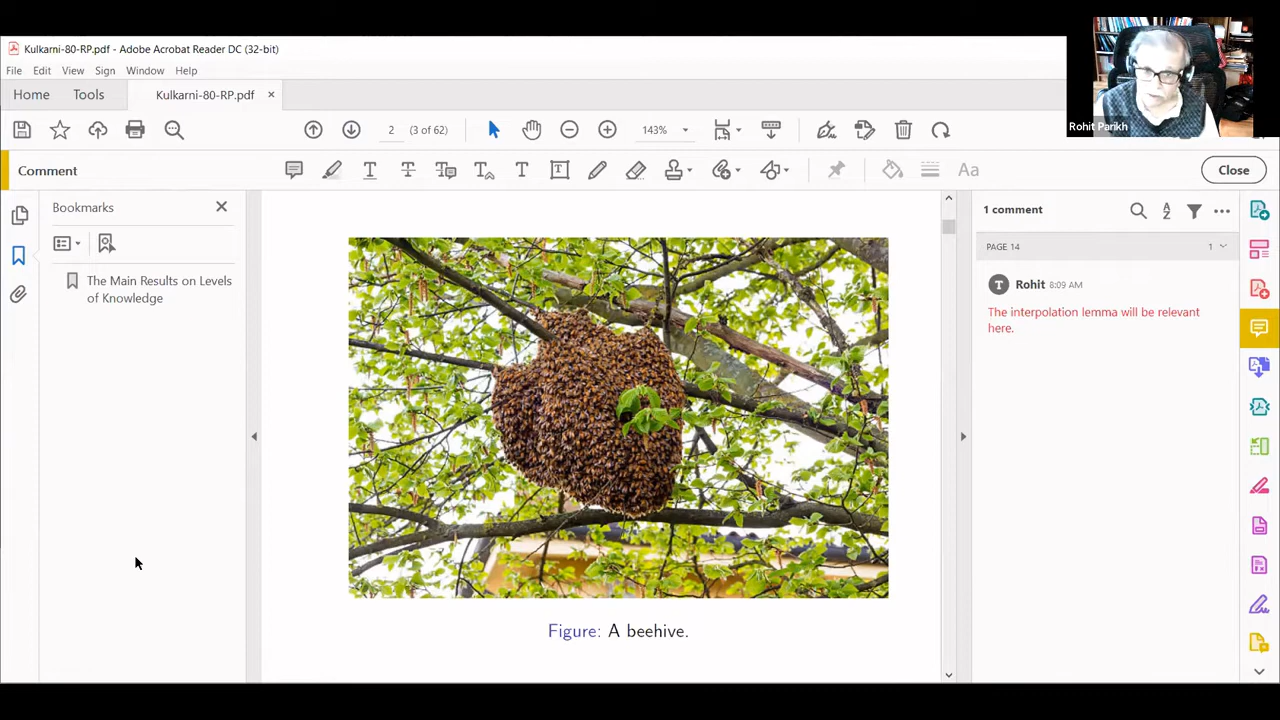 Kulkarni-80-RP.pdf - Adobe Acrobat Reader DC (32-bit)
File Edit View Sign Window Help
Home Tools Kulkarni-80-RP.pdf ×
2 (3 of 62) 143%
Comment Close
Bookmarks
The Main Results on Levels
of Knowledge
Figure: A beehive.
1 comment
PAGE 14 1
Rohit 8:09 AM
The interpolation lemma will be relevant
here.
Rohit Parikh